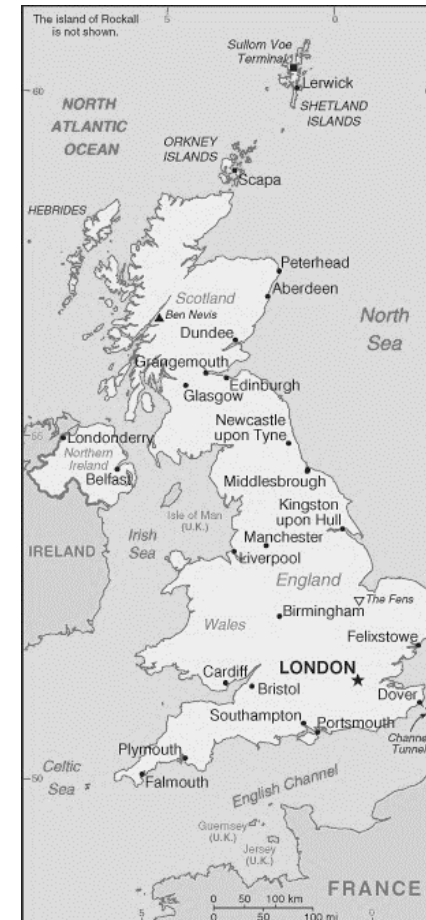 The island of Rockall
is not shown.
5
0
Sullom Voe
Terminal
60
Lerwick
SHETLAND
ISLANDS
NORTH
ATLANTIC
OCEAN
ORKNEY
ISLANDS
Scapa
HEBRIDES
Peterhead
Aberdeen
Scotland
Ben Nevis
North
Sea
Dundee
Grangemouth
Edinburgh
Glasgow
Newcastle
upon Tyne
55
Londonderry
Northern
Ireland
Belfast
Middlesbrough
Isle of Man
(U.K.)
Kingston
upon Hull
IRELAND
Irish
Sea
Manchester
Liverpool
England
The Fens
Birmingham
Wales
Felixstowe
LONDON
Cardiff
Bristol
Dover
Southampton
Portsmouth
Channel
Tunnel
Plymouth
Celtic
Sea
50
Falmouth
English Channel
Guernsey
(U.K.)
Jersey
(U.K.)
FRANCE
0 50 100 km
0 50 100 mi
5
0